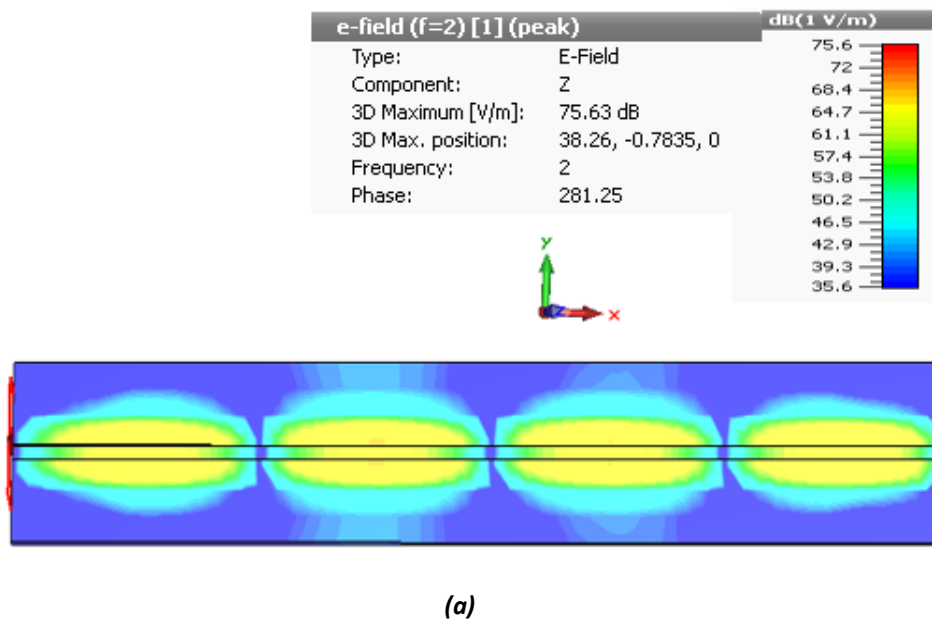 e-field (f=2) [1] (peak)
Type: E-Field
Component: Z
3D Maximum [V/m]: 75.63 dB
3D Max. position: 38.26, -0.7835, 0
Frequency: 2
Phase: 281.25
dB(1 V/m)
75.6
72
68.4
64.7
61.1
57.4
53.8
50.2
46.5
42.9
39.3
35.6
Y
Z
X
(a)